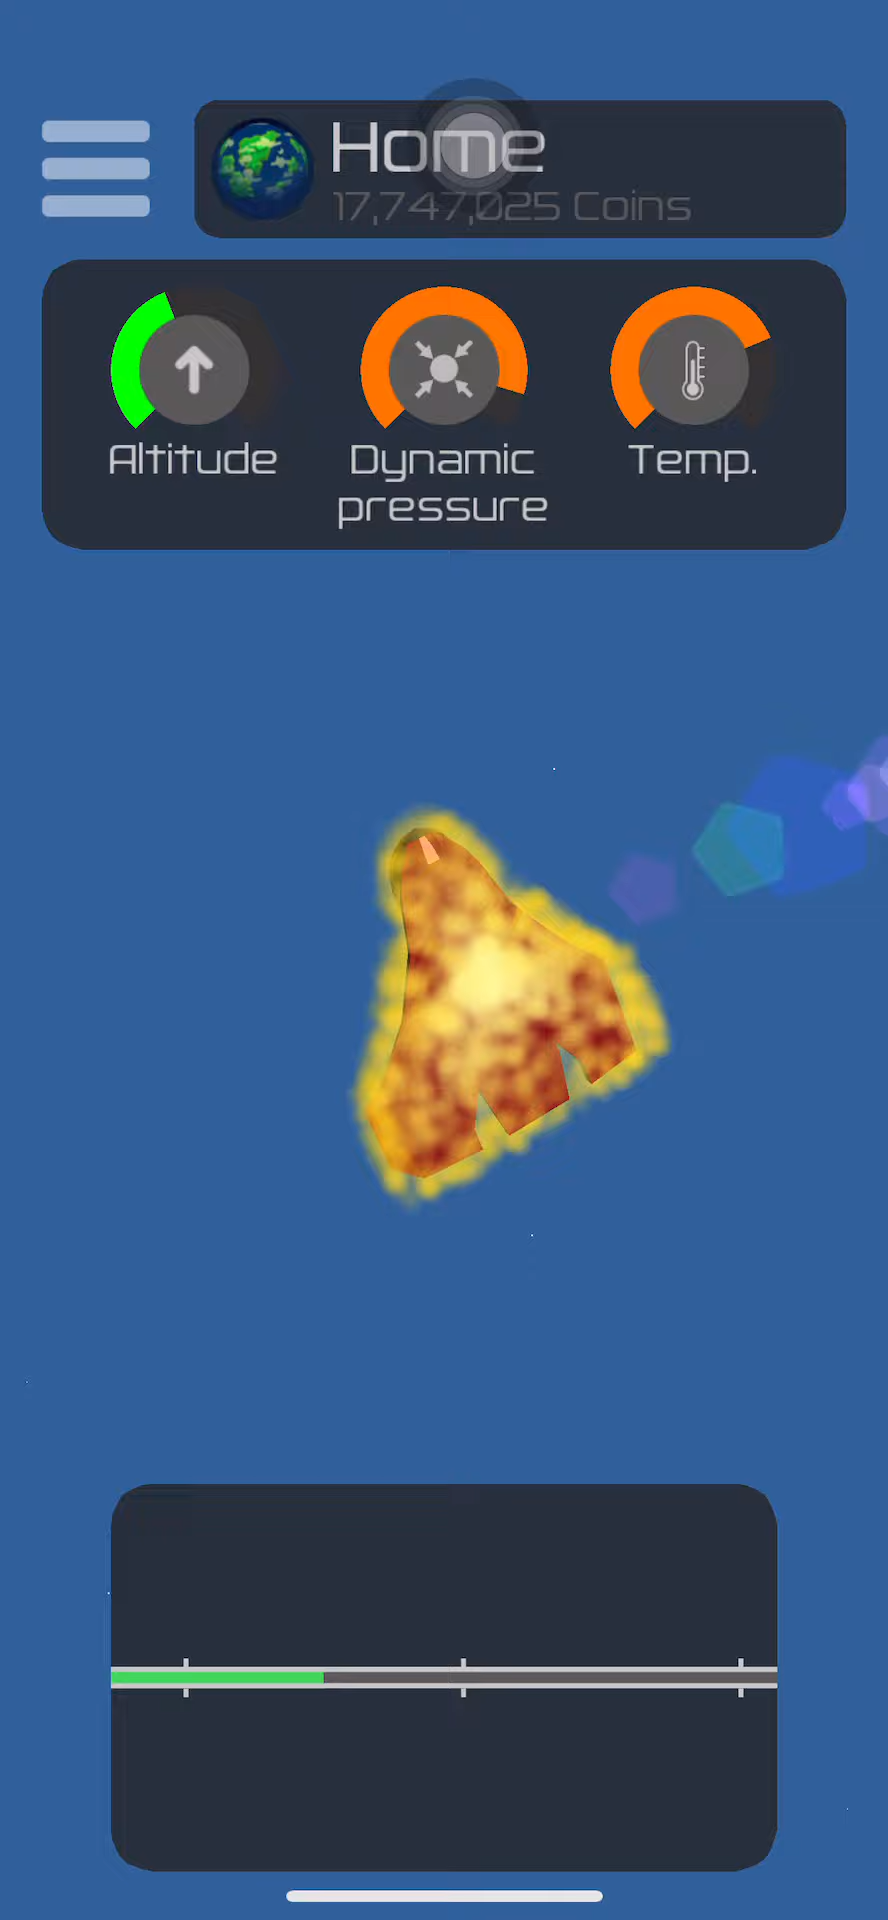 Home
17,747,025 Coins
Altitude
Dynamic
pressure
Temp.